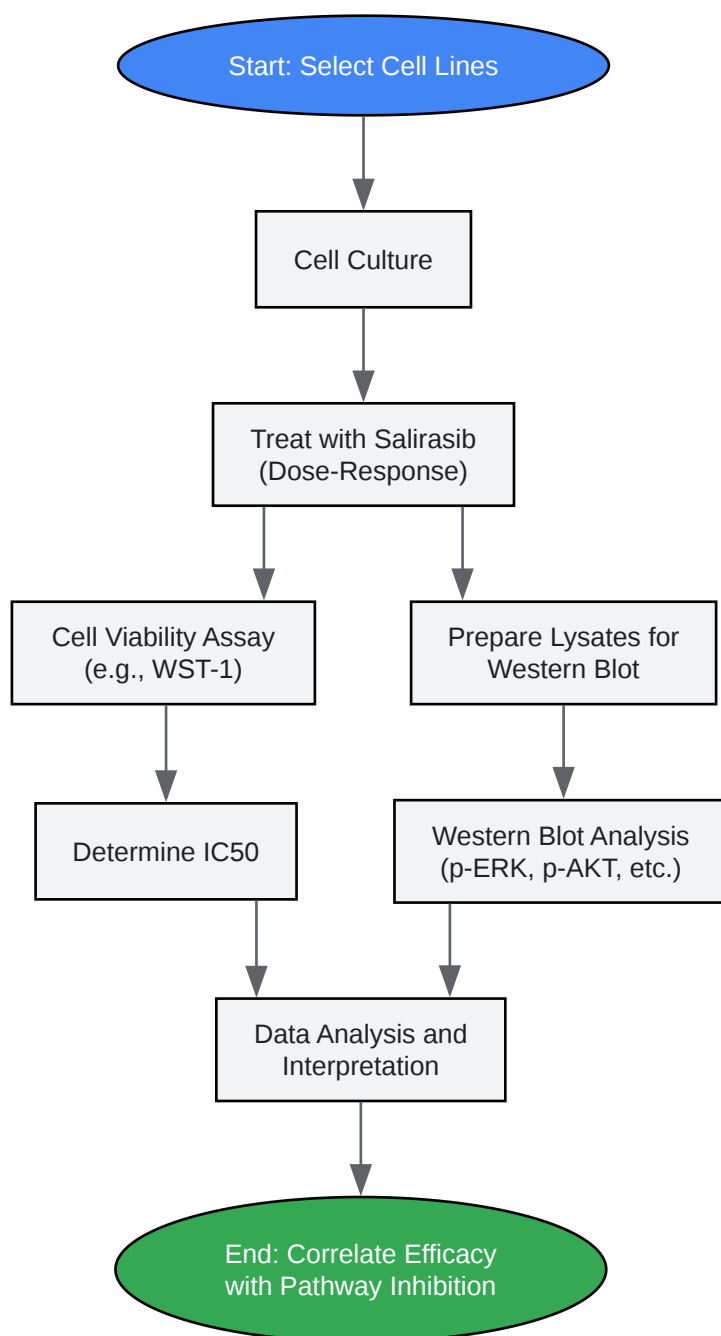 Start: Select Cell Lines
Cell Culture
Treat with Salirasib
(Dose-Response)
Cell Viability Assay
(e.g., WST-1)
Prepare Lysates for
Western Blot
Determine IC50
Western Blot Analysis
(p-ERK, p-AKT, etc.)
Data Analysis and
Interpretation
End: Correlate Efficacy
with Pathway Inhibition